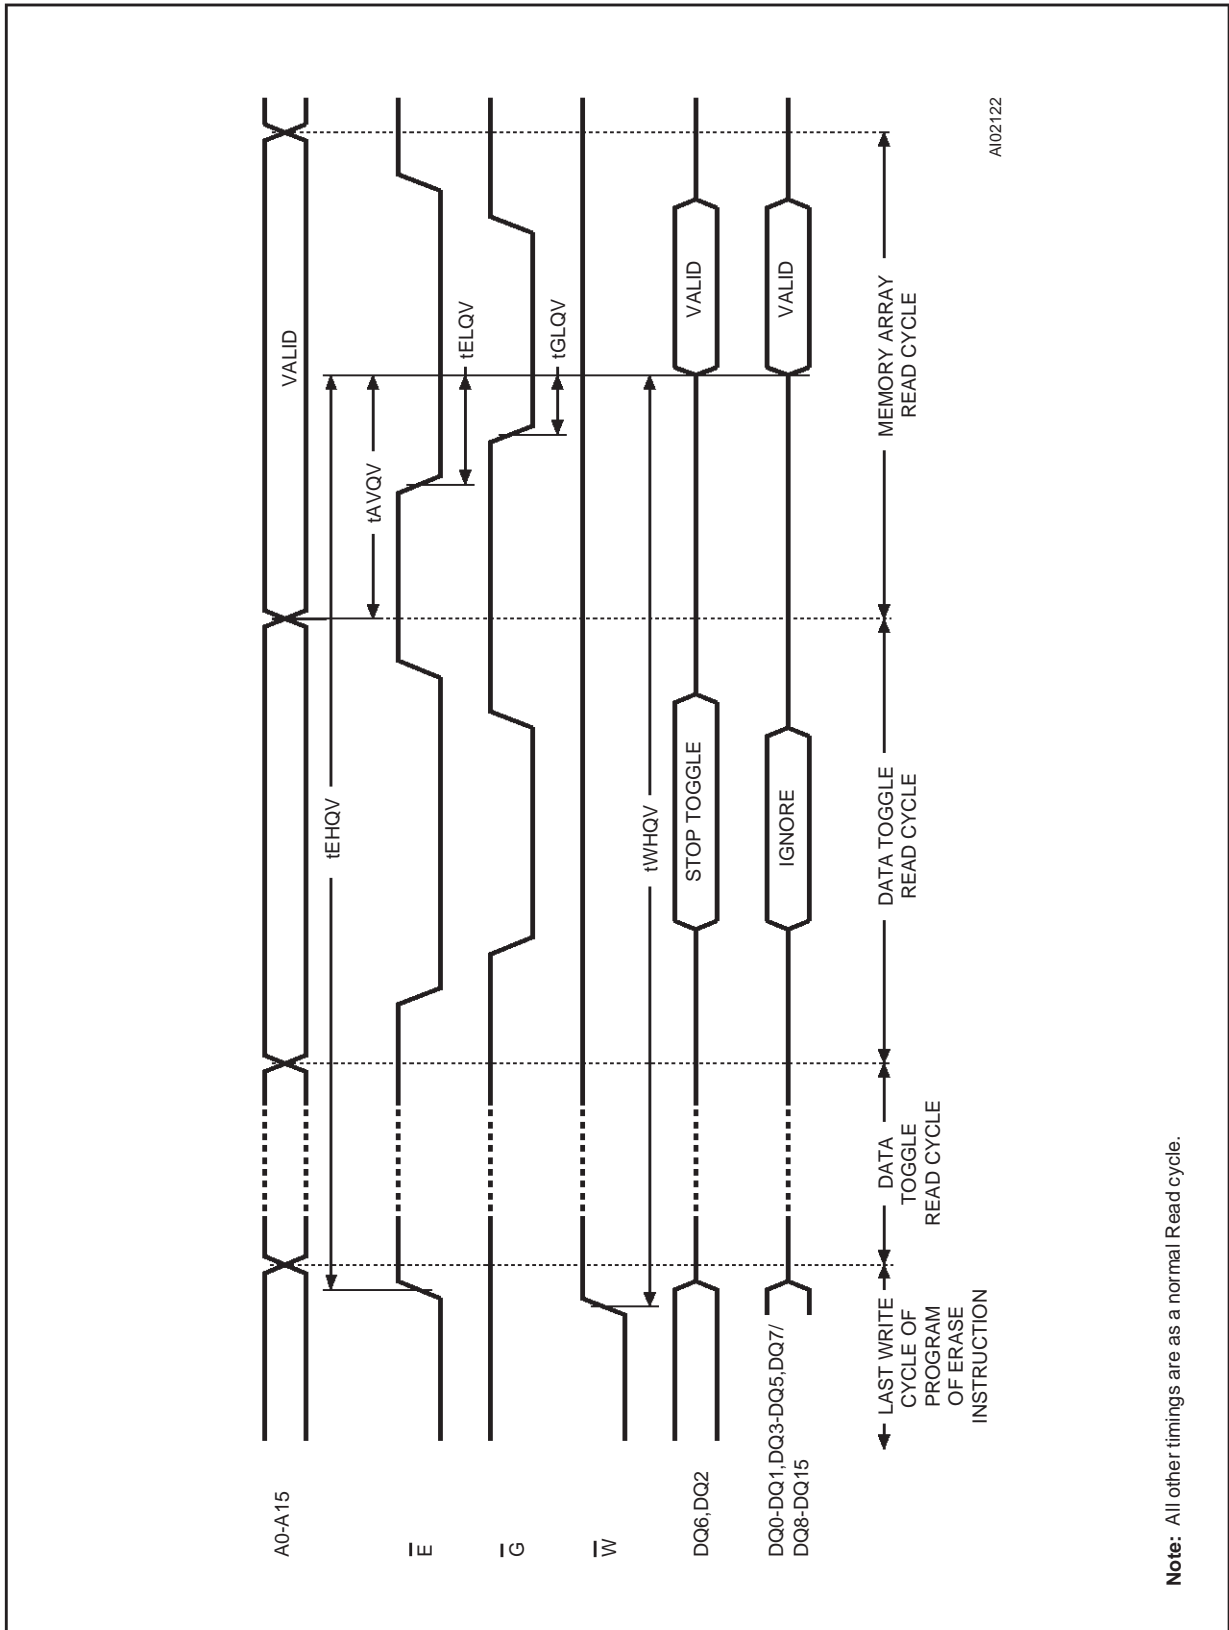 A0-A15
VALID
tEHQV
tAVQV
E
tELQV
G
tGLQV
W
tWHQV
DQ6,DQ2
STOP TOGGLE
VALID
DQ0-DQ1,DQ3-DQ5,DQ7/
DQ8-DQ15
IGNORE
VALID
LAST WRITE
CYCLE OF
PROGRAM
OF ERASE
INSTRUCTION
DATA
TOGGLE
READ CYCLE
DATA TOGGLE
READ CYCLE
MEMORY ARRAY
READ CYCLE
AI02122
Note: All other timings are as a normal Read cycle.